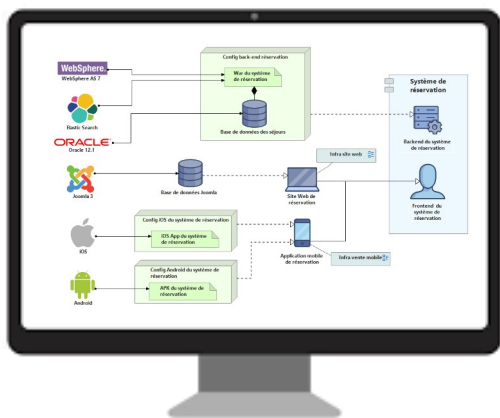 Config back-end réservation
WebSphere.
WebSphere AS 7
War du système
de réservation
Elastic Search
Base de données des séjours
ORACLE
Oracle 12.1
Système de
réservation
Backend du système
de réservation
Infra site web
Joomla 3
Base de données Joomla
Site Web de
réservation
Frontend du
système de
réservation
Config iOS du système de réservation
iOS App du système
de réservation
iOS
Application mobile
de réservation
Infra vente mobile
Config Android du système de
réservation
APK du système de
réservation
Android